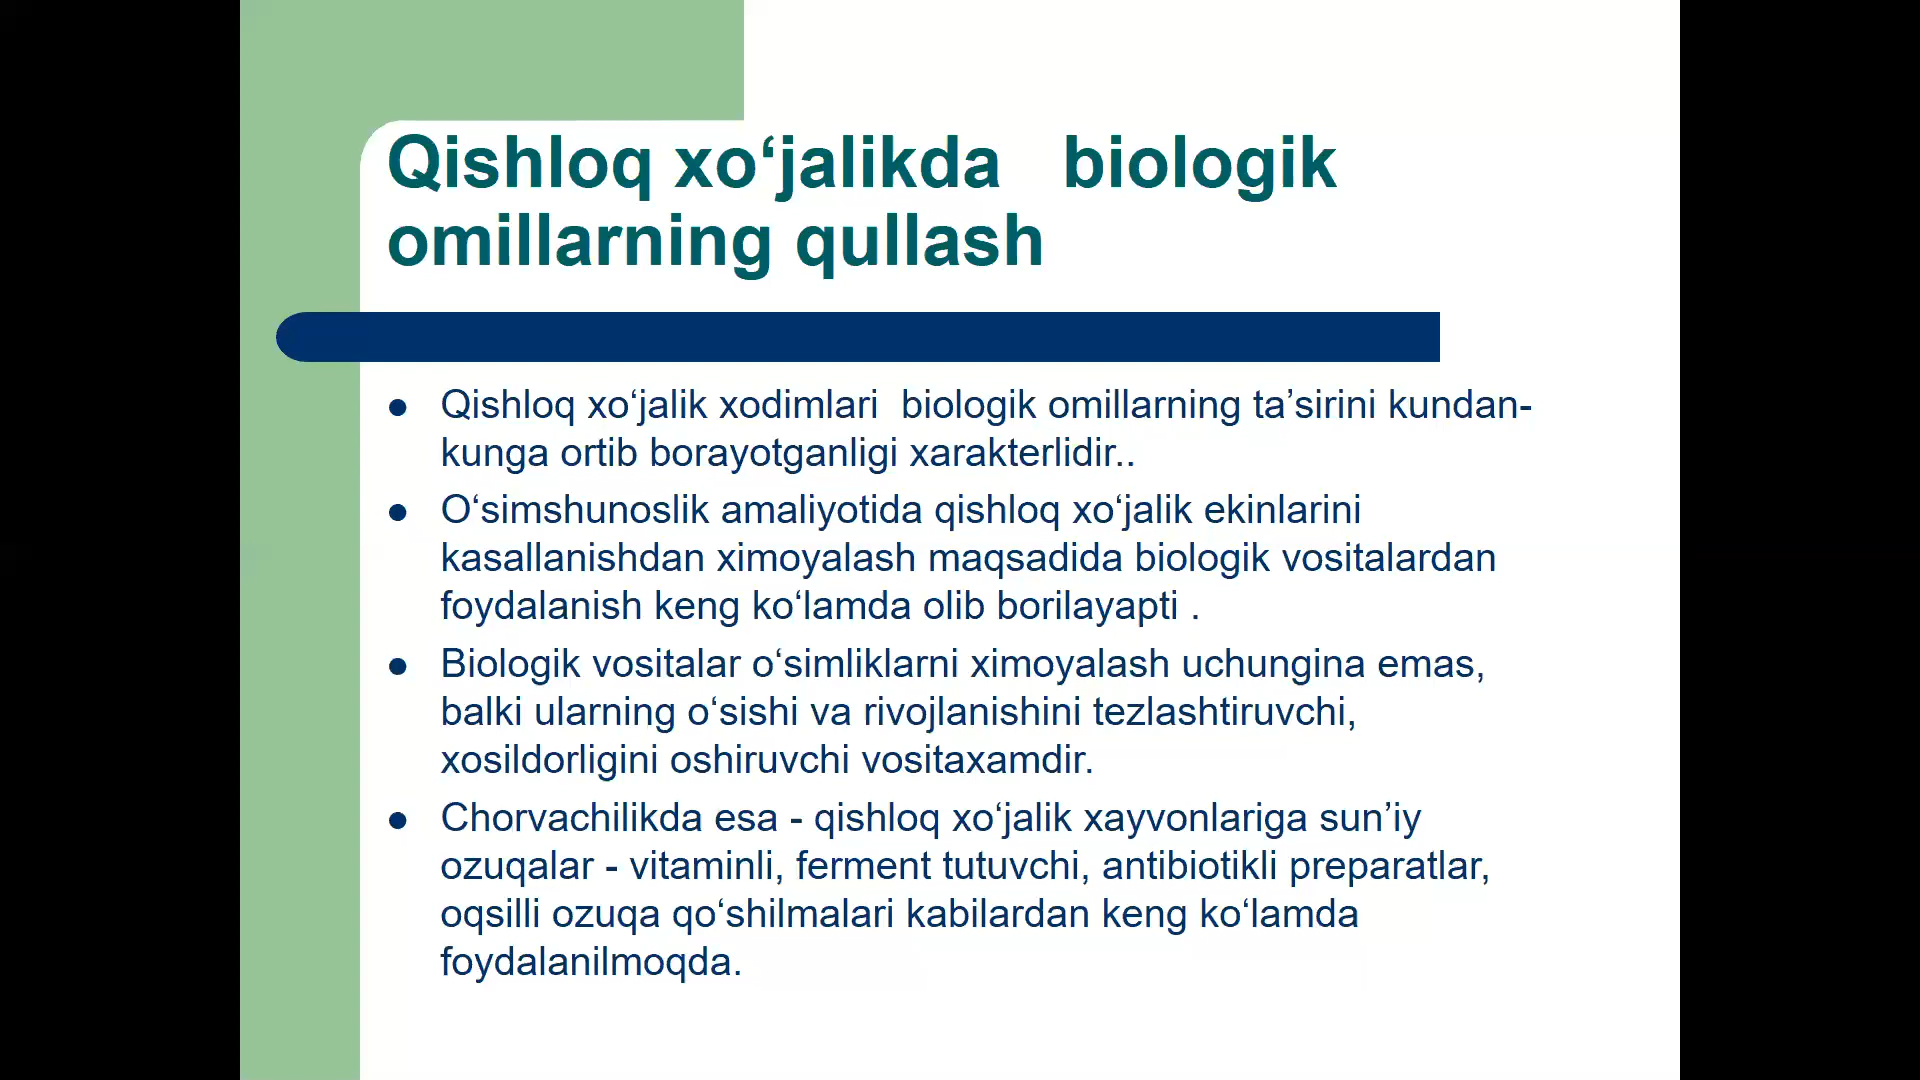 Qishloq xo‘jalikda   biologik
omillarning qullash
Qishloq xo‘jalik xodimlari  biologik omillarning ta’sirini kundan-
kunga ortib borayotganligi xarakterlidir..
O‘simshunoslik amaliyotida qishloq xo‘jalik ekinlarini
kasallanishdan ximoyalash maqsadida biologik vositalardan
foydalanish keng ko‘lamda olib borilayapti .
Biologik vositalar o‘simliklarni ximoyalash uchungina emas,
balki ularning o‘sishi va rivojlanishini tezlashtiruvchi,
xosildorligini oshiruvchi vositaxamdir.
Chorvachilikda esa - qishloq xo‘jalik xayvonlariga sun’iy
ozuqalar - vitaminli, ferment tutuvchi, antibiotikli preparatlar,
oqsilli ozuqa qo‘shilmalari kabilardan keng ko‘lamda
foydalanilmoqda.